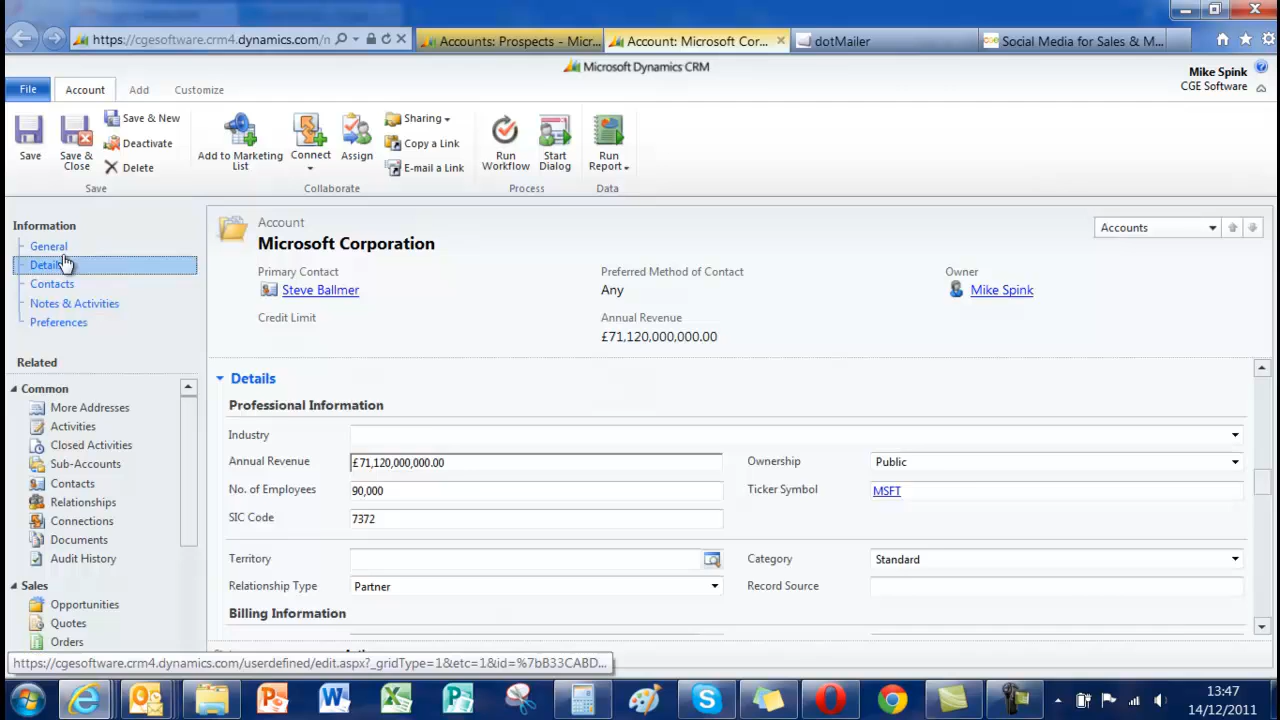 https://cgesoftware.crm4.dynamics.com/n
Accounts: Prospects - Micr...
Account: Microsoft Cor...
dotMailer
Social Media for Sales & M...
Microsoft Dynamics CRM
Mike Spink
CGE Software
File
Account
Add
Customize
Save
Save & Close
Save & New
Deactivate
Delete
Add to Marketing List
Connect
Assign
Sharing
Copy a Link
E-mail a Link
Run Workflow
Start Dialog
Run Report
Save
Collaborate
Process
Data
Information
General
Details
Contacts
Notes & Activities
Preferences
Related
Common
More Addresses
Activities
Closed Activities
Sub-Accounts
Contacts
Relationships
Connections
Documents
Audit History
Sales
Opportunities
Quotes
Orders
Account
Microsoft Corporation
Accounts
Primary Contact
Steve Ballmer
Preferred Method of Contact
Any
Owner
Mike Spink
Credit Limit
Annual Revenue
£71,120,000,000.00
Details
Professional Information
Industry
Annual Revenue £71,120,000,000.00 Ownership Public
No. of Employees 90,000 Ticker Symbol MSFT
SIC Code 7372
Territory Category Standard
Relationship Type Partner Record Source
Billing Information
https://cgesoftware.crm4.dynamics.com/userdefined/edit.aspx?_gridType=1&etc=1&id=%7bB33CABD...
13:47
14/12/2011